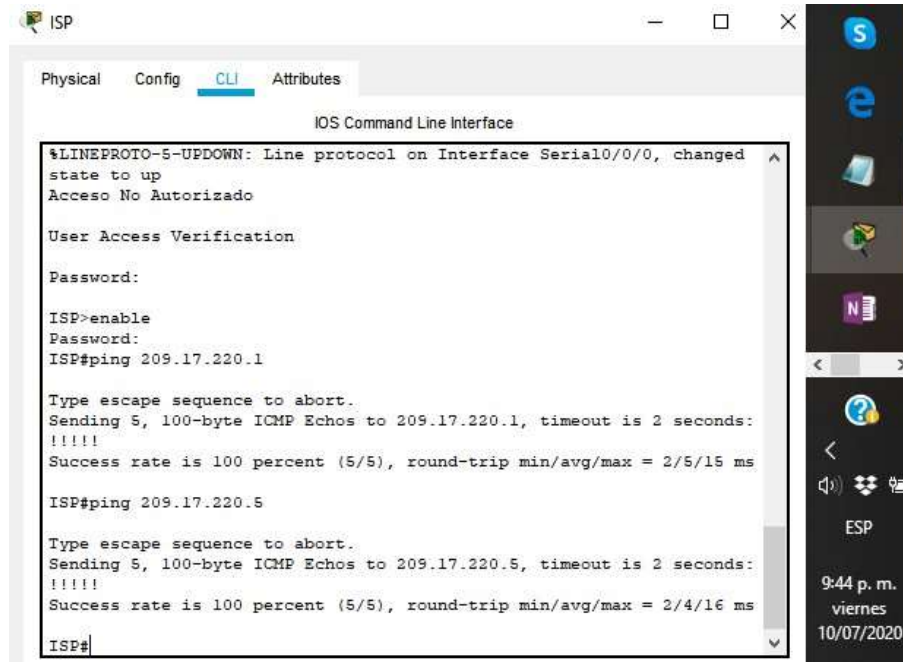 ISP
Physical Config CLI Attributes
IOS Command Line Interface
%LINEPROTO-5-UPDOWN: Line protocol on Interface Serial0/0/0, changed
state to up
Acceso No Autorizado
User Access Verification
Password:
ISP>enable
Password:
ISP#ping 209.17.220.1
Type escape sequence to abort.
Sending 5, 100-byte ICMP Echos to 209.17.220.1, timeout is 2 seconds:
!!!!!
Success rate is 100 percent (5/5), round-trip min/avg/max = 2/5/15 ms
ISP#ping 209.17.220.5
Type escape sequence to abort.
Sending 5, 100-byte ICMP Echos to 209.17.220.5, timeout is 2 seconds:
!!!!!
Success rate is 100 percent (5/5), round-trip min/avg/max = 2/4/16 ms
ISP#
ESP
9:44 p. m.
viernes
10/07/2020